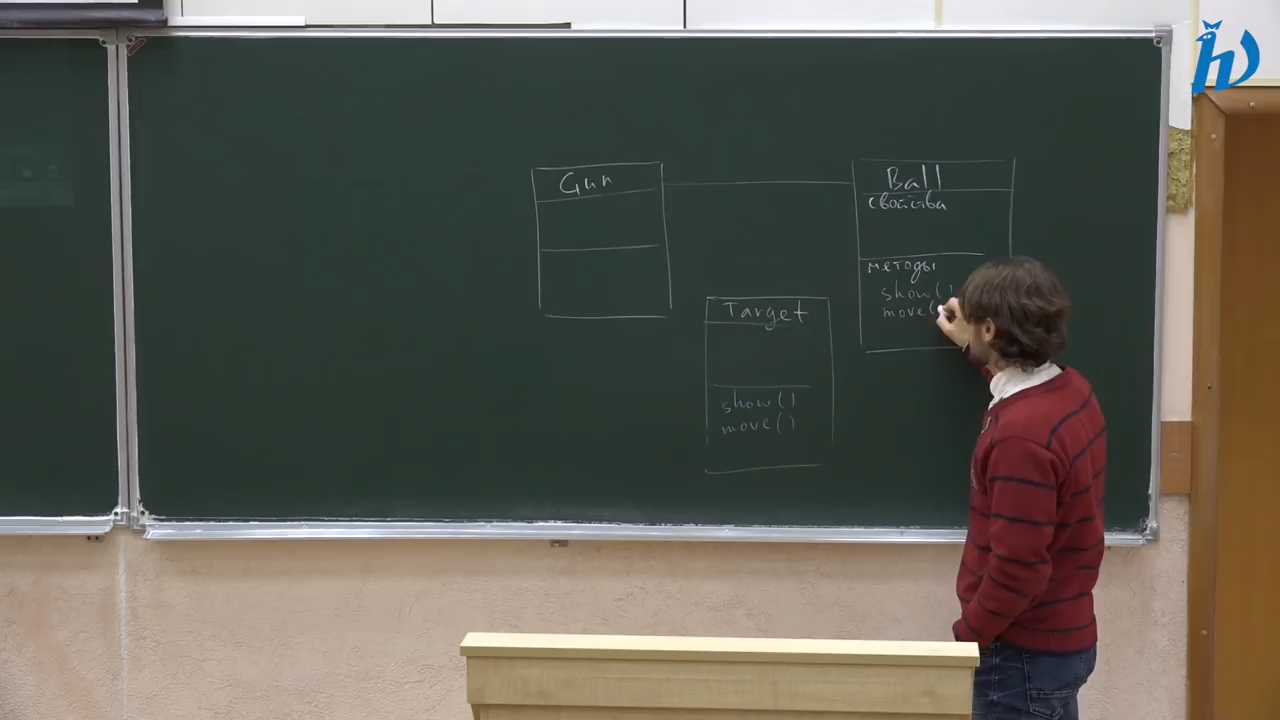 Gun
Ball
свойства
методы
show()
move(
Target
show()
move()